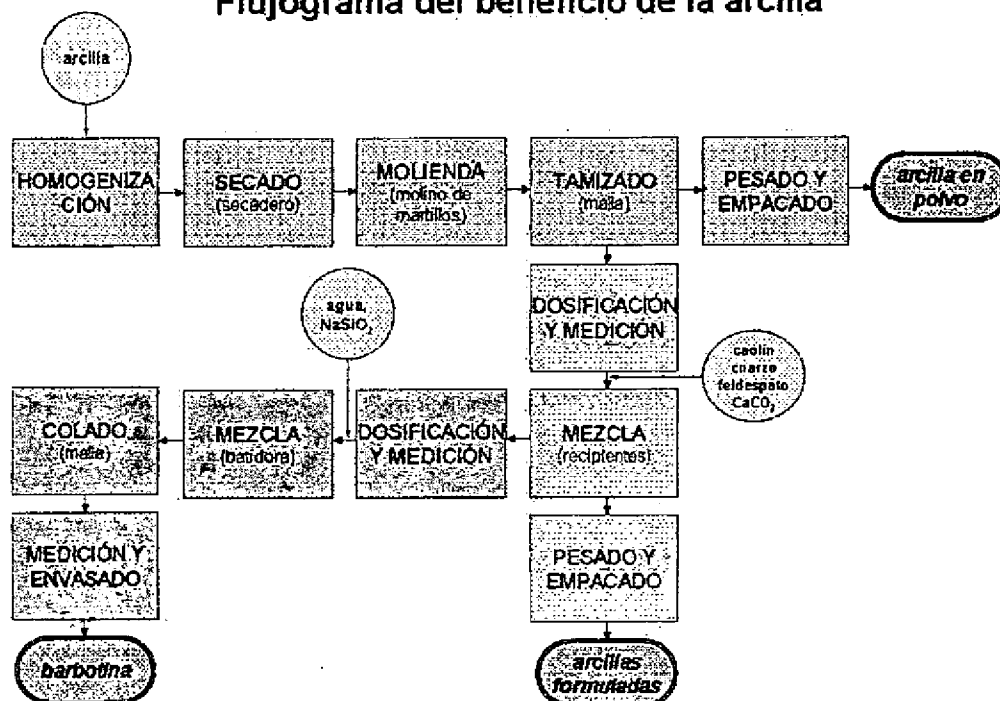 Flujograma del beneficio de la arcilla
arcilla
HOMOGENIZA
CIÓN
SECADO
(secadero)
MOLIENDA
(molino de
martillos)
TAMIZADO
(malla)
PESADO Y
EMPACADO
arcilla en
polvo
DOSIFICACIÓN
Y MEDICIÓN
agua,
NaSiO₂
caolin
cuarzo
feldespato
CaCO₃
COLADO
(malla)
MEZCLA
(batidora)
DOSIFICACIÓN
Y MEDICIÓN
MEZCLA
(recipientes)
MEDICIÓN Y
ENVASADO
PESADO Y
EMPACADO
barbotina
arcillas
formuladas